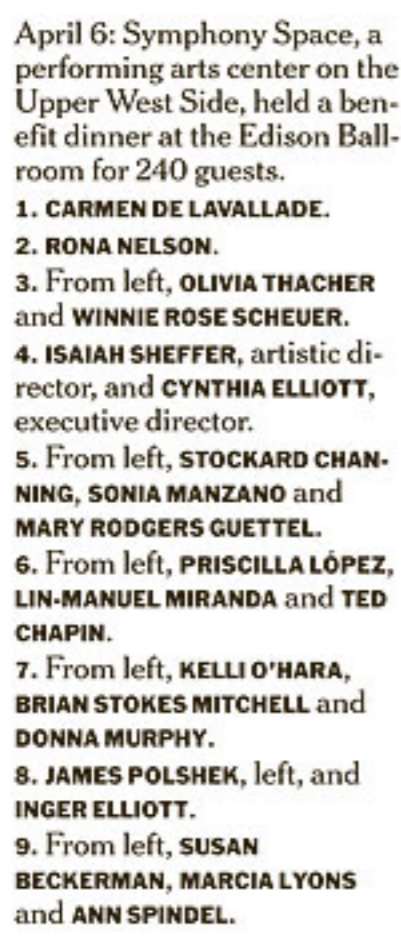 April 6: Symphony Space, a
performing arts center on the
Upper West Side, held a ben-
efit dinner at the Edison Ball-
room for 240 guests.
1. CARMEN DE LAVALLADE.
2. RONA NELSON.
3. From left, OLIVIA THACHER
and WINNIE ROSE SCHEUER.
4. ISAIAH SHEFFER, artistic di-
rector, and CYNTHIA ELLIOTT,
executive director.
5. From left, STOCKARD CHAN-
NING, SONIA MANZANO and
MARY RODGERS GUETTEL.
6. From left, PRISCILLA LÓPEZ,
LIN-MANUEL MIRANDA and TED
CHAPIN.
7. From left, KELLI O'HARA,
BRIAN STOKES MITCHELL and
DONNA MURPHY.
8. JAMES POLSHEK, left, and
INGER ELLIOTT.
9. From left, SUSAN
BECKERMAN, MARCIA LYONS
and ANN SPINDEL.